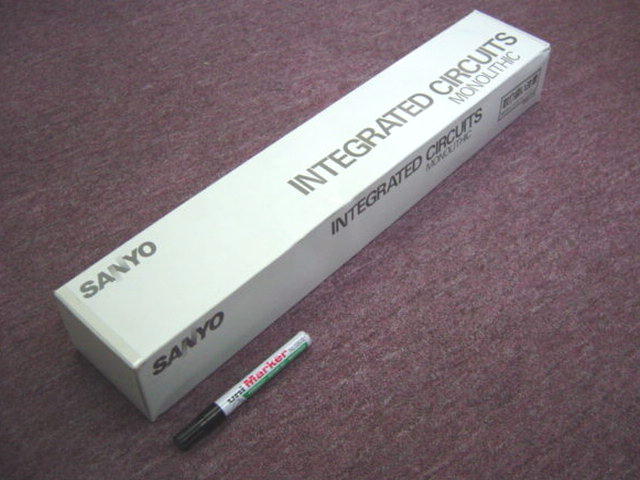 SANYO
INTEGRATED CIRCUITS
MONOLITHIC
SANYO
INTEGRATED CIRCUITS
MONOLITHIC
uni Marker